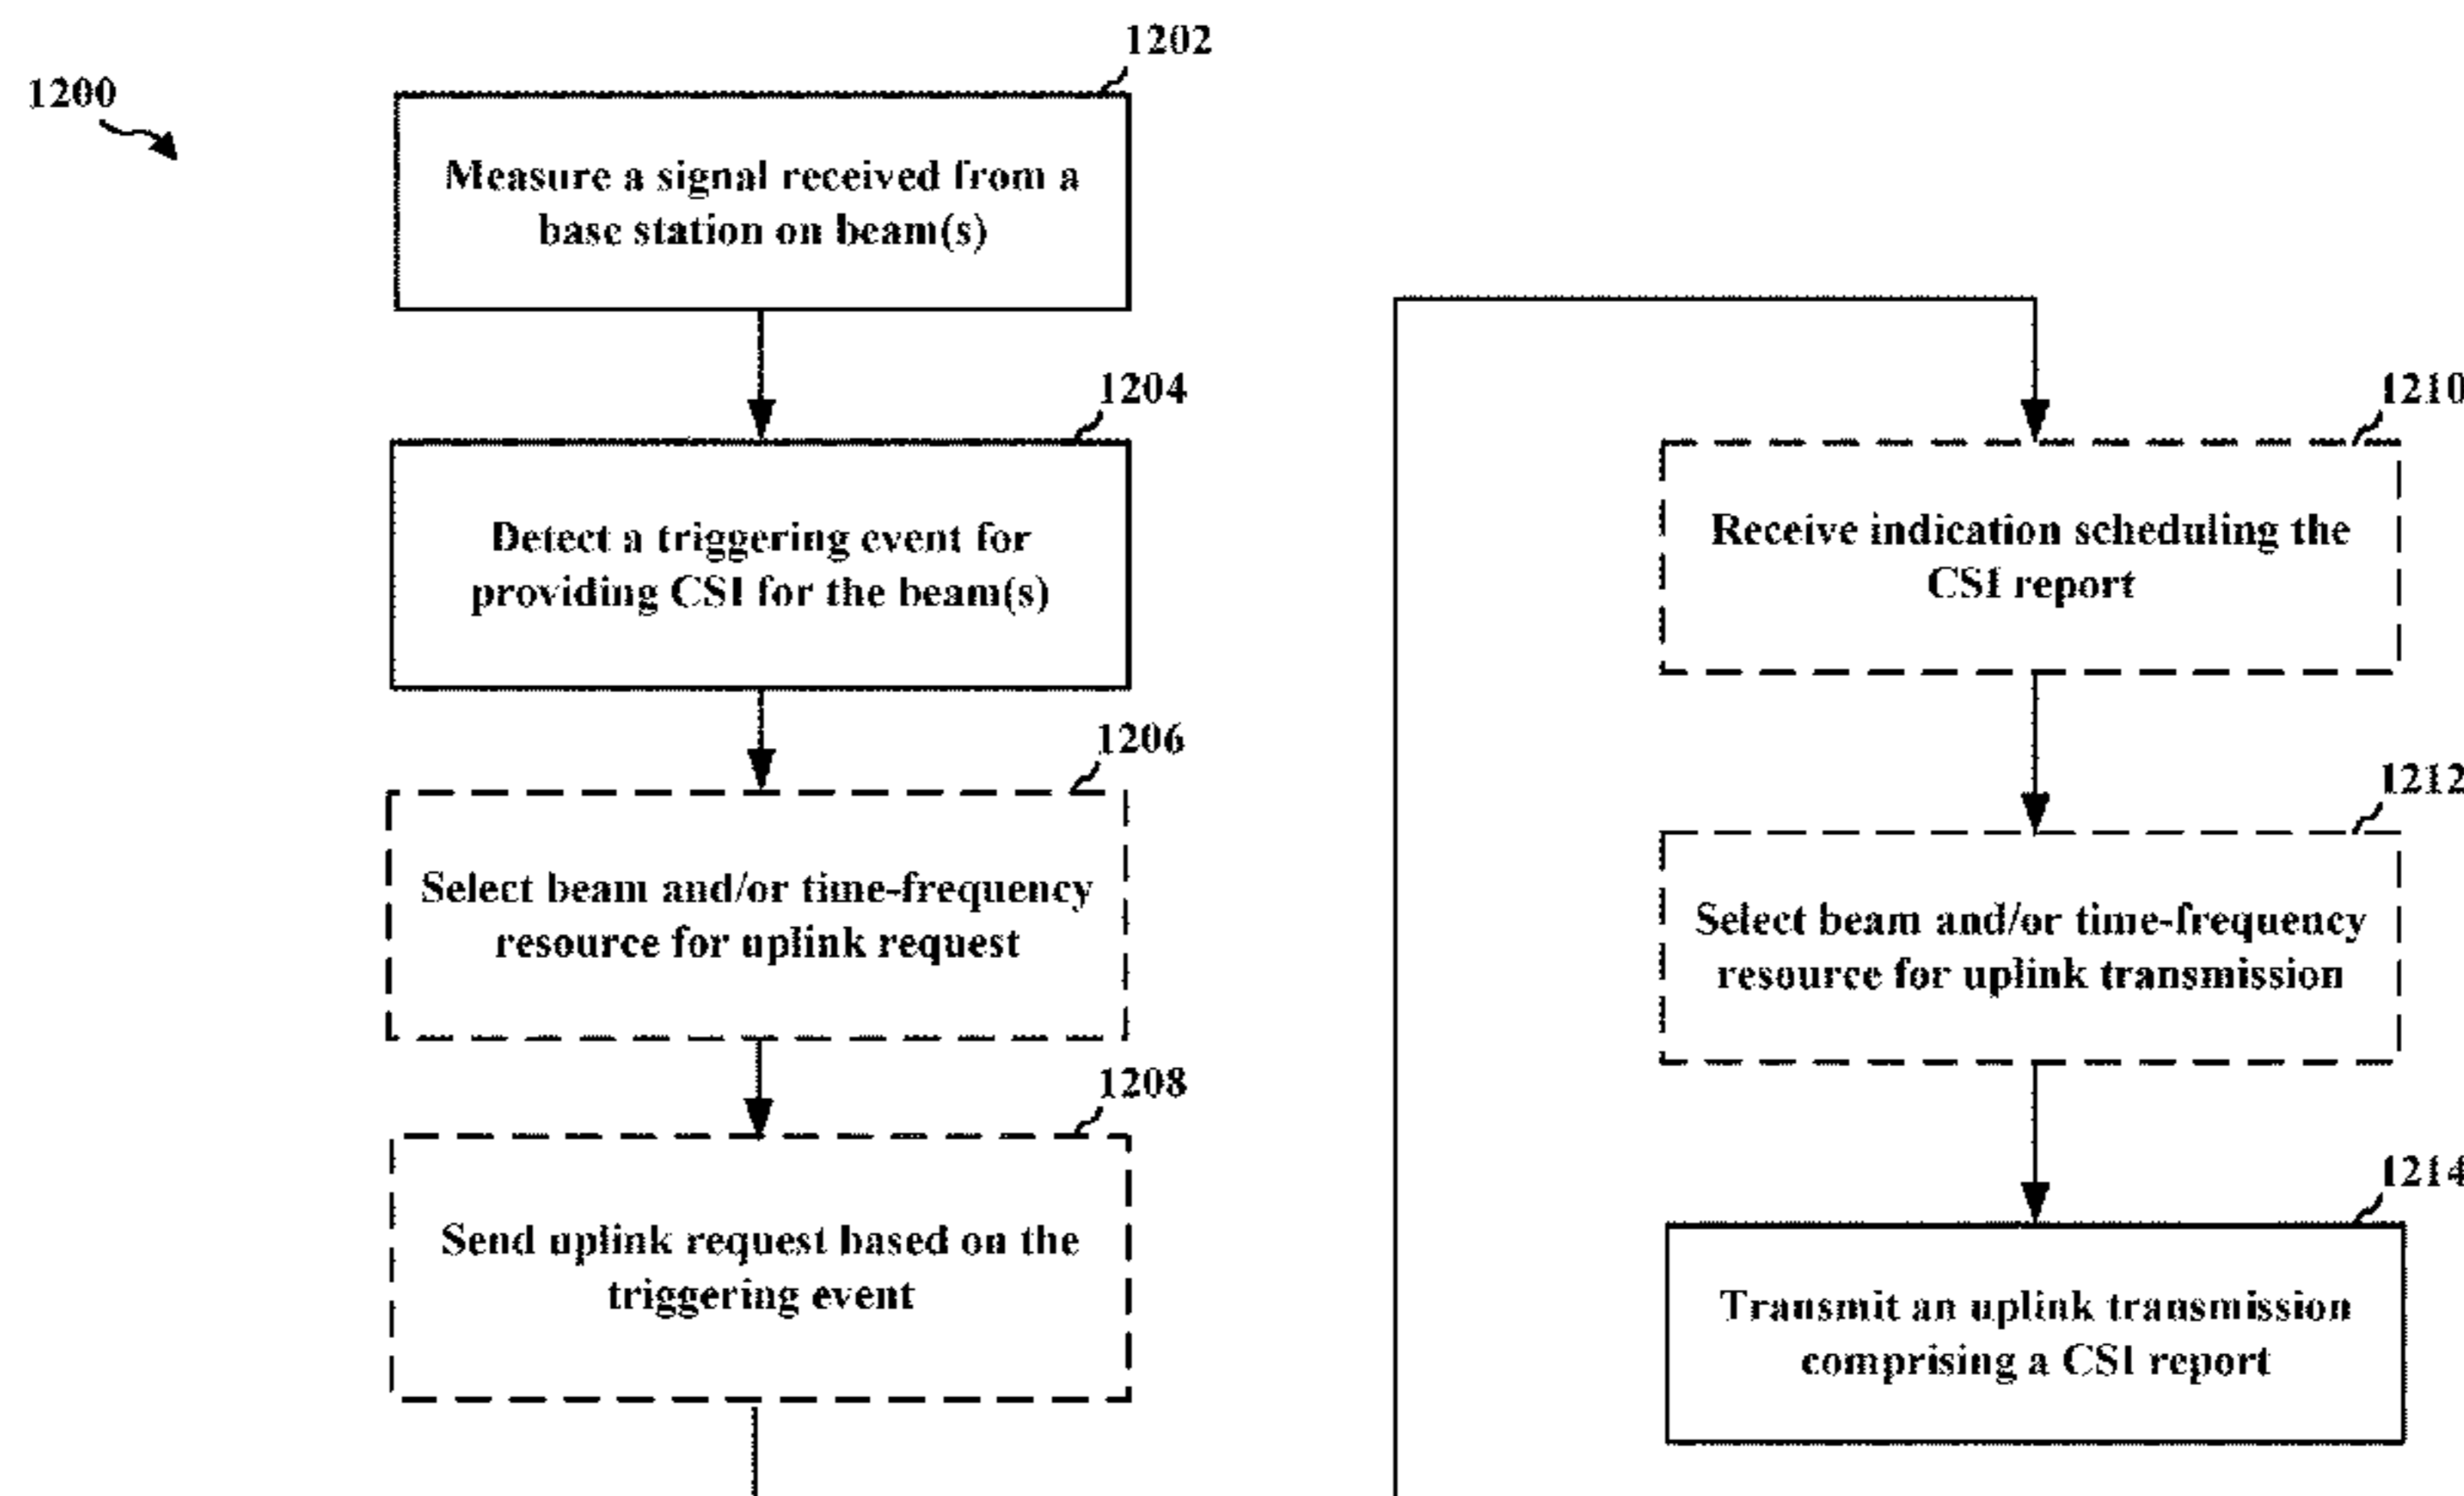 1200
1202
Measure a signal received from a
base station on beam(s)
1204
Detect a triggering event for
providing CSI for the beam(s)
1206
Select beam and/or time-frequency
resource for uplink request
1208
Send uplink request based on the
triggering event
1210
Receive indication scheduling the
CSI report
1212
Select beam and/or time-frequency
resource for uplink transmission
1214
Transmit an uplink transmission
comprising a CSI report